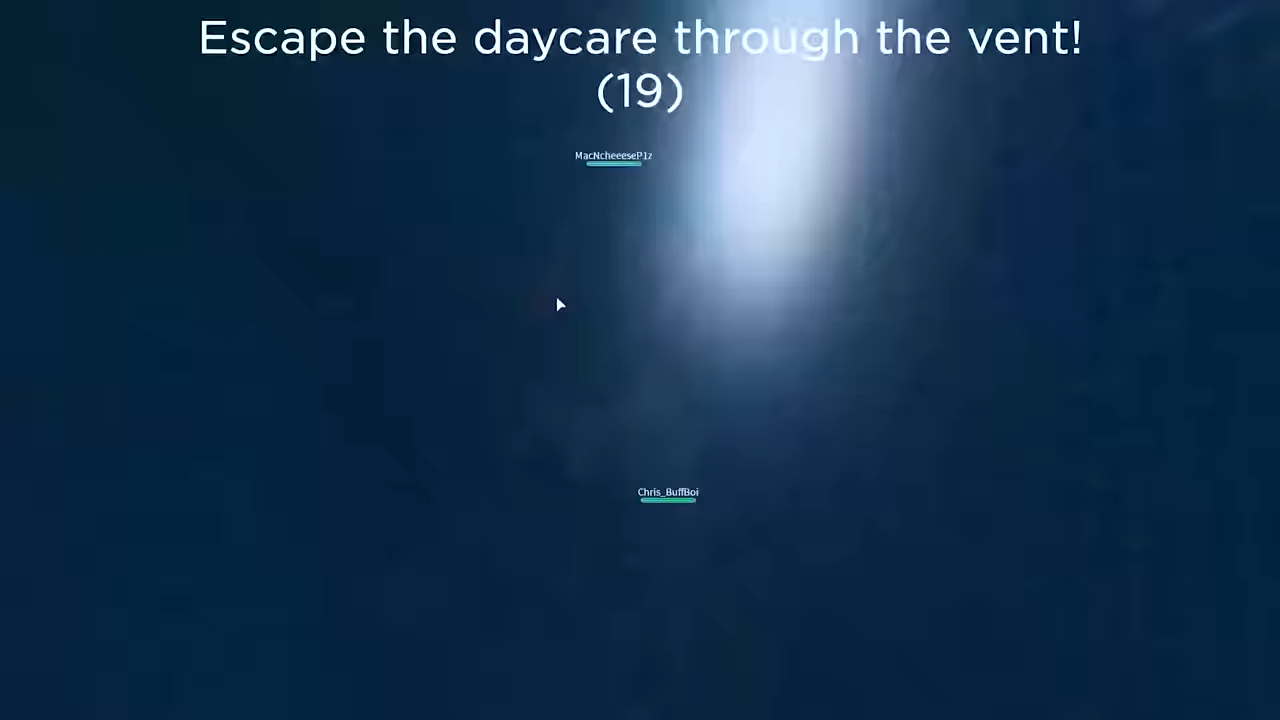 Escape the daycare through the vent!
(19)
MacNcheeeseP1z
Chris_BuffBoi